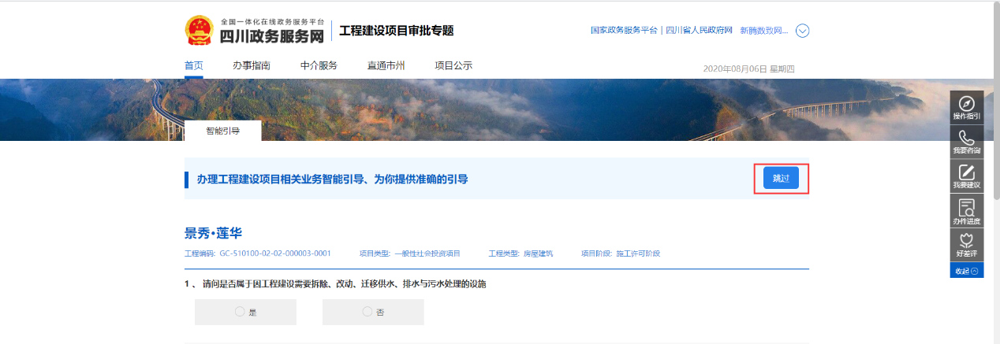 全国一体化在线政务服务平台
四川政务服务网
工程建设项目审批专题
国家政务服务平台 | 四川省人民政府网 新腾数致网...
首页 办事指南 中介服务 直通市州 项目公示
2020年08月06日 星期四
智能引导
办理工程建设项目相关业务智能引导、为你提供准确的引导
跳过
景秀•莲华
工程编码: GC-510100-02-02-000003-0001 项目类型: 一般性社会投资项目 工程类型: 房屋建筑 项目阶段: 施工许可阶段
1 、 请问是否属于因工程建设需要拆除、改动、迁移供水、排水与污水处理的设施
是 否
操作指引
我要咨询
我要建议
办件进度
好差评
收起